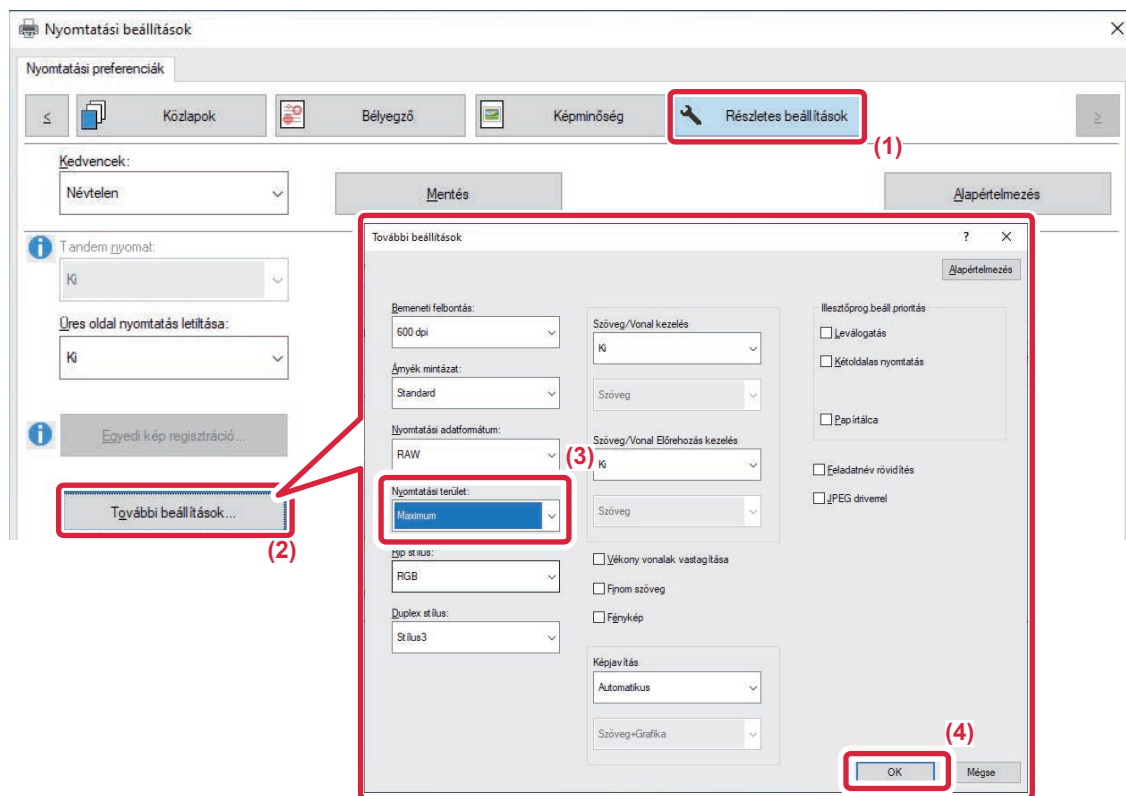 Nyomtatási beállítások
Nyomtatási preferenciák
<
Közlapok
Bélyegző
Képminőség
Részletes beállítások
>
(1)
Kedvencek:
Névtelen
Mentés
Alapértelmezés
Tandem nyomat:
Ki
Üres oldal nyomtatás letiltása:
Ki
Egyedi kép regisztráció...
További beállítások...
(2)
További beállítások
?
Alapértelmezés
Bemeneti felbontás:
600 dpi
Árnyék mintázat:
Standard
Nyomtatási adatformátum:
RAW
(3)
Nyomtatási terület:
Maximum
Rip stílus:
RGB
Duplex stílus:
Stílus3
Szöveg/Vonal kezelés
Ki
Szöveg
Szöveg/Vonal Előrehozás kezelés
Ki
Szöveg
Vékony vonalak vastagítása
Finom szöveg
Fénykép
Képjavítás
Automatikus
Szöveg+Grafika
Illesztőprog.beáll.prioritás
Leválogatás
Kétoldalas nyomtatás
Papírtálca
Feladatnév rövidítés
JPEG driverrel
(4)
OK
Mégse